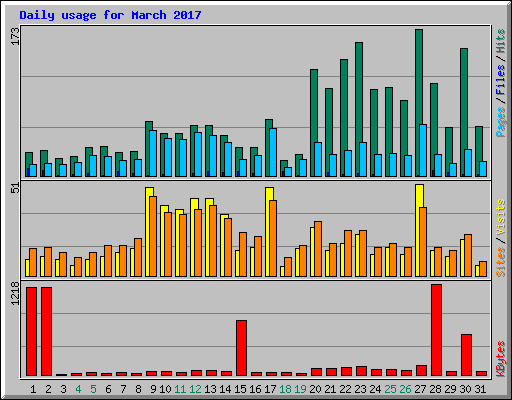 Daily usage for March 2017
173
Pages / Files / Hits
51
Sites / Visits
1218
KBytes
1 2 3 4 5 6 7 8 9 10 11 12 13 14 15 16 17 18 19 20 21 22 23 24 25 26 27 28 29 30 31